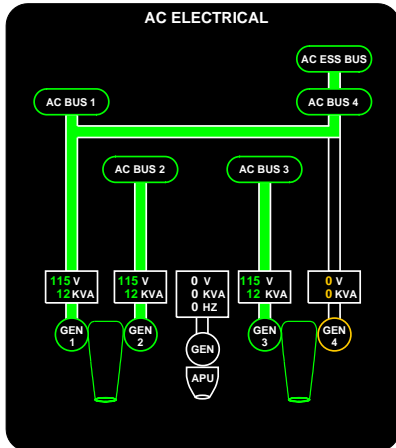 AC ELECTRICAL
AC ESS BUS
AC BUS 1
AC BUS 4
AC BUS 2
AC BUS 3
115 V
12 KVA
115 V
12 KVA
0 V
0 KVA
0 HZ
115 V
12 KVA
0 V
0 KVA
GEN
1
GEN
2
GEN
APU
GEN
3
GEN
4